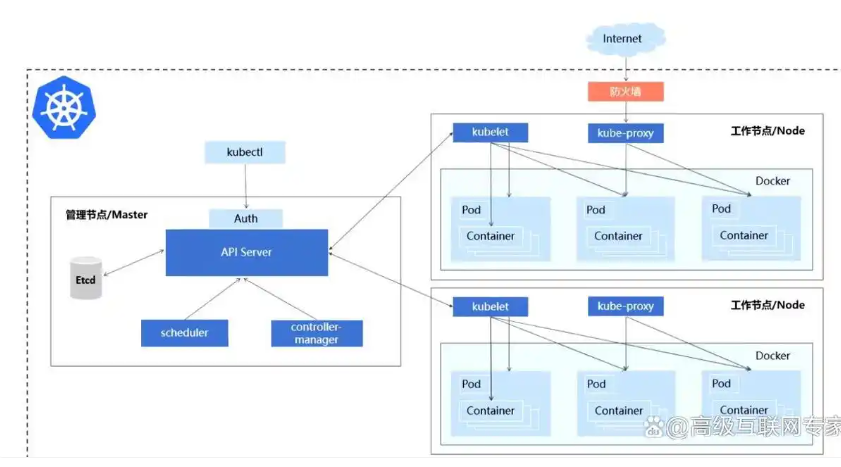 Internet
防火墙
kubectl
管理节点/Master
Auth
API Server
Etcd
scheduler
controller-
manager
kubelet
kube-proxy
工作节点/Node
Docker
Pod
Container
Pod
Container
Pod
Container
kubelet
kube-proxy
工作节点/Node
Docker
Pod
Container
Pod
Container
Pod
Container
@高级互联网专家